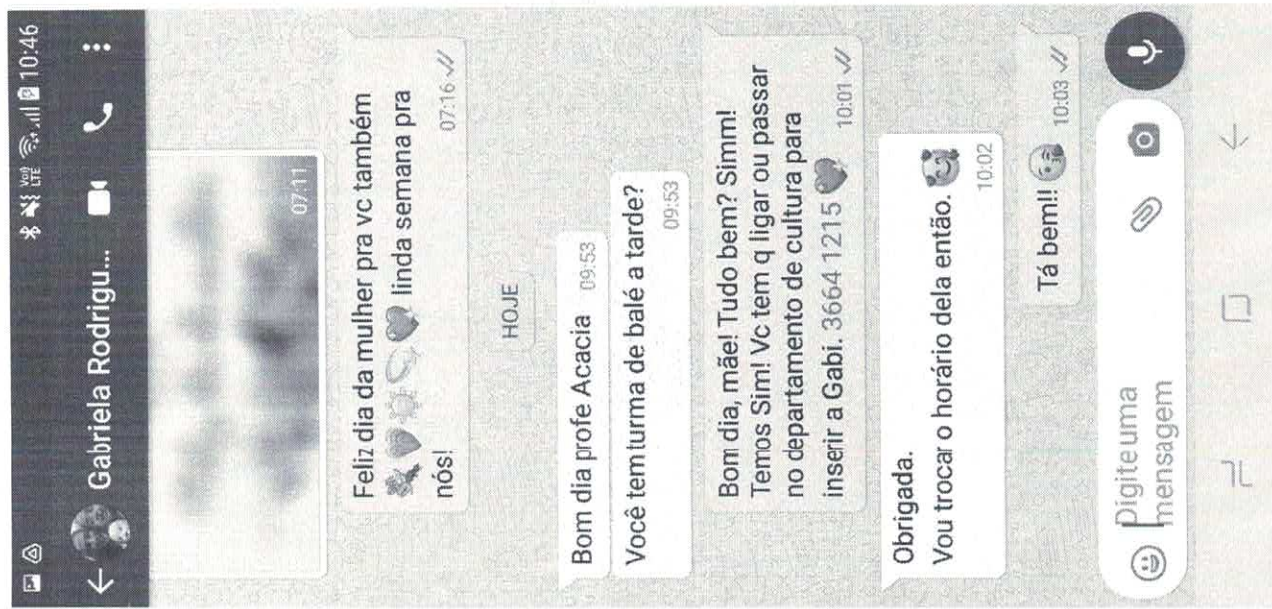 10:46
Gabriela Rodrigu...
07:11
Feliz dia da mulher pra vc também
linda semana pra
nós!
07:16
HOJE
Bom dia profe Acacia 09:53
Você tem turma de balé a tarde?
09:53
Bom dia, mãe! Tudo bem? Simm!
Temos Sim! Vc tem q ligar ou passar
no departamento de cultura para
inserir a Gabi. 3664 1215
10:01
Obrigada.
Vou trocar o horário dela então.
10:02
Tá bem!! 10:03
Digite uma
mensagem